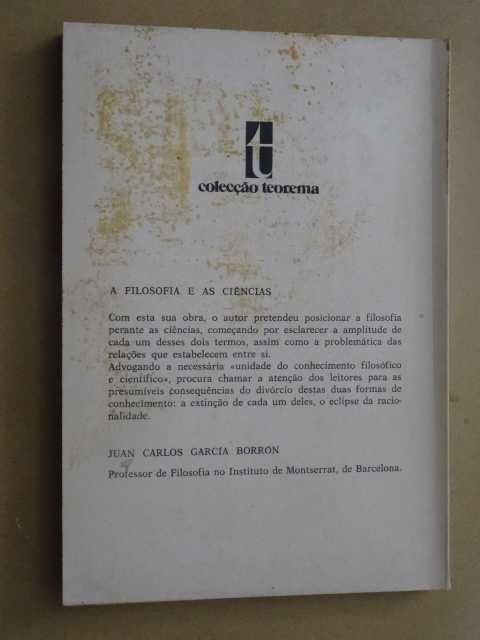 t
colecção teorema
A FILOSOFIA E AS CIÊNCIAS
Com esta sua obra, o autor pretendeu posicionar a filosofia
perante as ciências, começando por esclarecer a amplitude de
cada um desses dois termos, assim como a problemática das
relações que estabelecem entre si.
Advogando a necessária «unidade do conhecimento filosófico
e científico», procura chamar a atenção dos leitores para as
presumíveis consequências do divórcio destas duas formas de
conhecimento: a extinção de cada um deles, o eclipse da racio-
nalidade.
JUAN CARLOS GARCÍA BORRÓN
Professor de Filosofia no Instituto de Montserrat, de Barcelona.